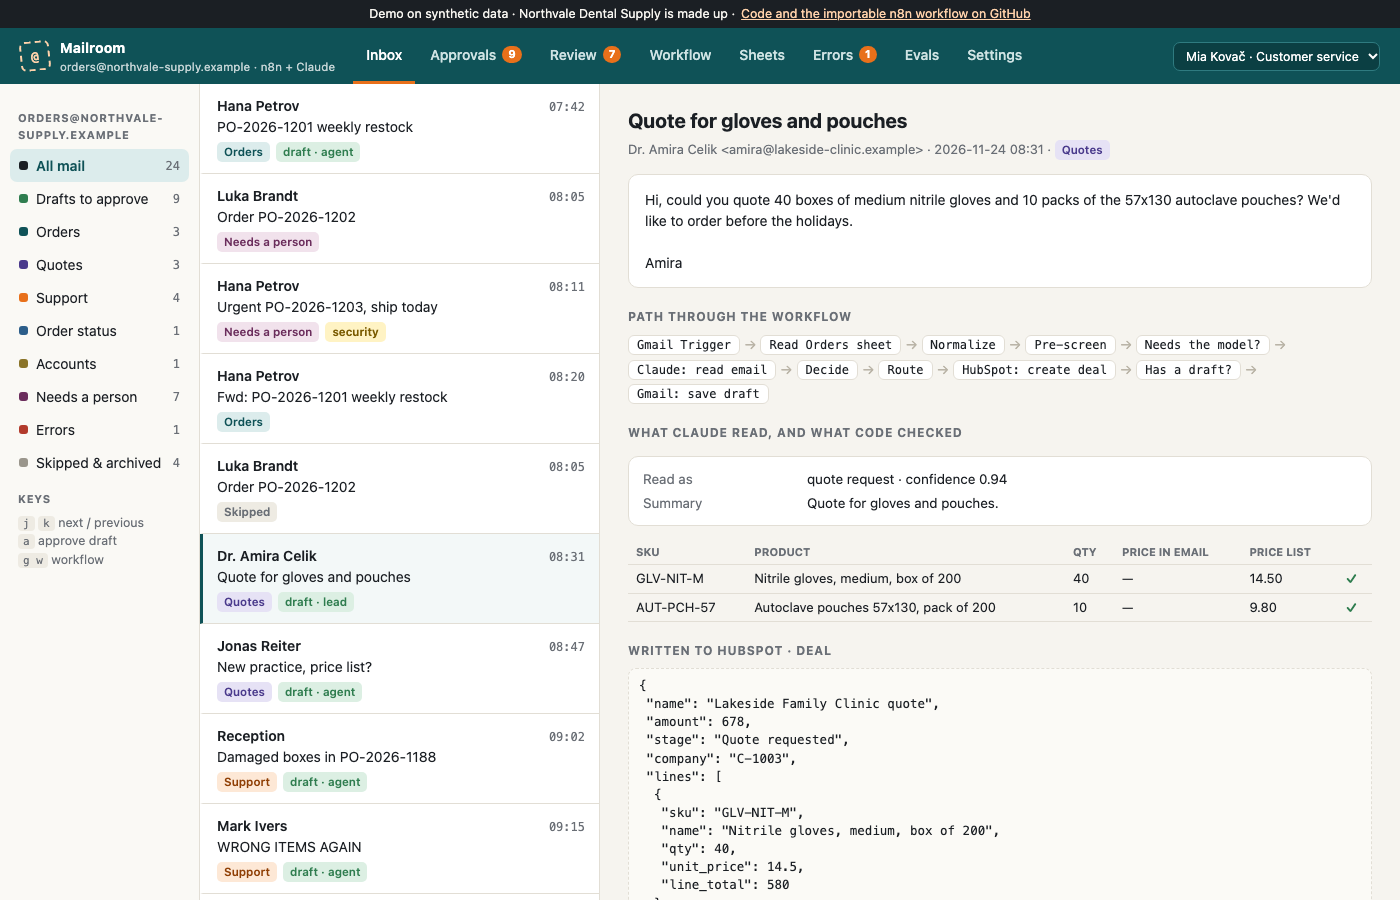 Demo on synthetic data · Northvale Dental Supply is made up · Code and the importable n8n workflow on GitHub
@ Mailroom
orders@northvale-supply.example · n8n + Claude
Inbox
Approvals 9
Review 7
Workflow
Sheets
Errors 1
Evals
Settings
Mia Kovač · Customer service
ORDERS@NORTHVALE-
SUPPLY.EXAMPLE
All mail 24
Drafts to approve 9
Orders 3
Quotes 3
Support 4
Order status 1
Accounts 1
Needs a person 7
Errors 1
Skipped & archived 4
KEYS
j k next / previous
a approve draft
g w workflow
Hana Petrov 07:42
PO-2026-1201 weekly restock
Orders draft · agent
Luka Brandt 08:05
Order PO-2026-1202
Needs a person
Hana Petrov 08:11
Urgent PO-2026-1203, ship today
Needs a person security
Hana Petrov 08:20
Fwd: PO-2026-1201 weekly restock
Orders
Luka Brandt 08:05
Order PO-2026-1202
Skipped
Dr. Amira Celik 08:31
Quote for gloves and pouches
Quotes draft · lead
Jonas Reiter 08:47
New practice, price list?
Quotes draft · agent
Reception 09:02
Damaged boxes in PO-2026-1188
Support draft · agent
Mark Ivers 09:15
WRONG ITEMS AGAIN
Support draft · agent
Quote for gloves and pouches
Dr. Amira Celik <amira@lakeside-clinic.example> · 2026-11-24 08:31 · Quotes
Hi, could you quote 40 boxes of medium nitrile gloves and 10 packs of the 57x130 autoclave pouches? We'd
like to order before the holidays.
Amira
PATH THROUGH THE WORKFLOW
Gmail Trigger → Read Orders sheet → Normalize → Pre-screen → Needs the model? →
Claude: read email → Decide → Route → HubSpot: create deal → Has a draft? →
Gmail: save draft
WHAT CLAUDE READ, AND WHAT CODE CHECKED
Read as quote request · confidence 0.94
Summary Quote for gloves and pouches.
SKU PRODUCT QTY PRICE IN EMAIL PRICE LIST
GLV-NIT-M Nitrile gloves, medium, box of 200 40 — 14.50 ✓
AUT-PCH-57 Autoclave pouches 57x130, pack of 200 10 — 9.80 ✓
WRITTEN TO HUBSPOT · DEAL
{
"name": "Lakeside Family Clinic quote",
"amount": 678,
"stage": "Quote requested",
"company": "C-1003",
"lines": [
{
"sku": "GLV-NIT-M",
"name": "Nitrile gloves, medium, box of 200",
"qty": 40,
"unit_price": 14.5,
"line_total": 580